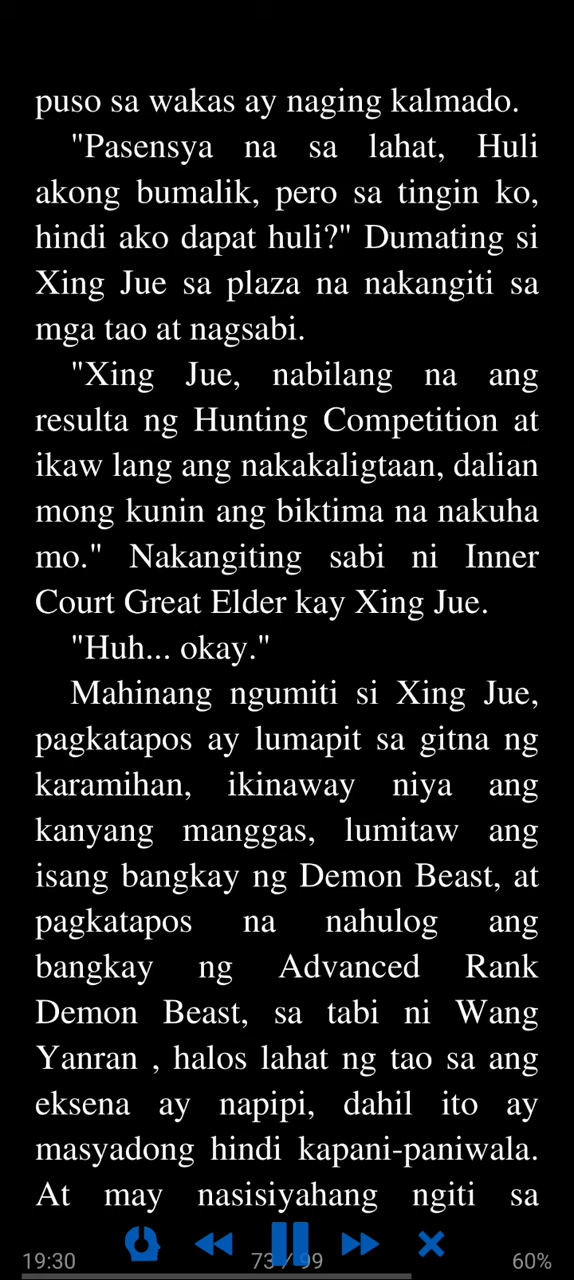 puso sa wakas ay naging kalmado.
"Pasensya na sa lahat, Huli
akong bumalik, pero sa tingin ko,
hindi ako dapat huli?" Dumating si
Xing Jue sa plaza na nakangiti sa
mga tao at nagsabi.
"Xing Jue, nabilang na ang
resulta ng Hunting Competition at
ikaw lang ang nakakaligtaan, dalian
mong kunin ang biktima na nakuha
mo." Nakangiting sabi ni Inner
Court Great Elder kay Xing Jue.
"Huh... okay."
Mahinang ngumiti si Xing Jue,
pagkatapos ay lumapit sa gitna ng
karamihan, ikinaway niya ang
kanyang manggas, lumitaw ang
isang bangkay ng Demon Beast, at
pagkatapos na nahulog ang
bangkay ng Advanced Rank
Demon Beast, sa tabi ni Wang
Yanran , halos lahat ng tao sa ang
eksena ay napipi, dahil ito ay
masyadong hindi kapani-paniwala.
At may nasisiyahang ngiti sa
19:30 73 / 99 60%